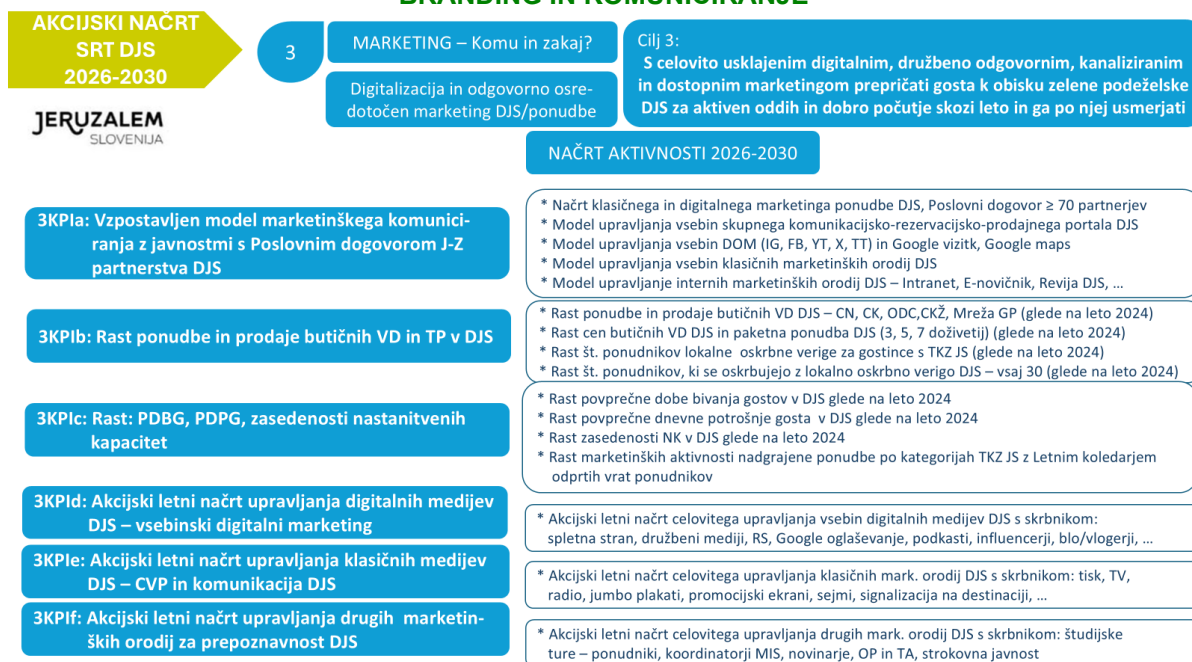 BRANDING IN KOMUNICIRANJE
AKCIJSKI NAČRT
SRT DJS
2026-2030
3
MARKETING – Komu in zakaj?
Digitalizacija in odgovorno osre-
dotočen marketing DJS/ponudbe
Cilj 3:
S celovito usklajenim digitalnim, družbeno odgovornim, kanaliziranim
in dostopnim marketingom prepričati gosta k obisku zelene podeželske
DJS za aktiven oddih in dobro počutje skozi leto in ga po njej usmerjati
JERUZALEM
SLOVENIJA
NAČRT AKTIVNOSTI 2026-2030
3KPIa: Vzpostavljen model marketinškega komunici-
ranja z javnostmi s Poslovnim dogovorom J-Z
partnerstva DJS
* Načrt klasičnega in digitalnega marketinga ponudbe DJS, Poslovni dogovor ≥ 70 partnerjev
* Model upravljanja vsebin skupnega komunikacijsko-rezervacijsko-prodajnega portala DJS
* Model upravljanja vsebin DOM (IG, FB, YT, X, TT) in Google vizitk, Google maps
* Model upravljanja vsebin klasičnih marketinških orodij DJS
* Model upravljanje internih marketinških orodij DJS – Intranet, E-novičnik, Revija DJS, …
3KPIb: Rast ponudbe in prodaje butičnih VD in TP v DJS
* Rast ponudbe in prodaje butičnih VD DJS – CN, CK, ODC,CKŽ, Mreža GP (glede na leto 2024)
* Rast cen butičnih VD DJS in paketna ponudba DJS (3, 5, 7 doživetij) (glede na leto 2024)
* Rast št. ponudnikov lokalne oskrbne verige za gostince s TKZ JS (glede na leto 2024)
* Rast št. ponudnikov, ki se oskrbujejo z lokalno oskrbno verigo DJS – vsaj 30 (glede na leto 2024)
3KPIc: Rast: PDBG, PDPG, zasedenosti nastanitvenih
kapacitet
* Rast povprečne dobe bivanja gostov v DJS glede na leto 2024
* Rast povprečne dnevne potrošnje gosta v DJS glede na leto 2024
* Rast zasedenosti NK v DJS glede na leto 2024
* Rast marketinških aktivnosti nadgrajene ponudbe po kategorijah TKZ JS z Letnim koledarjem
odprtih vrat ponudnikov
3KPId: Akcijski letni načrt upravljanja digitalnih medijev
DJS – vsebinski digitalni marketing
* Akcijski letni načrt celovitega upravljanja vsebin digitalnih medijev DJS s skrbnikom:
spletna stran, družbeni mediji, RS, Google oglaševanje, podkasti, influencerji, blo/vlogerji, …
3KPIe: Akcijski letni načrt upravljanja klasičnih medijev
DJS – CVP in komunikacija DJS
* Akcijski letni načrt celovitega upravljanja klasičnih mark. orodij DJS s skrbnikom: tisk, TV,
radio, jumbo plakati, promocijski ekrani, sejmi, signalizacija na destinaciji, …
3KPIf: Akcijski letni načrt upravljanja drugih marketin-
ških orodij za prepoznavnost DJS
* Akcijski letni načrt celovitega upravljanja drugih mark. orodij DJS s skrbnikom: študijske
ture – ponudniki, koordinatorji MIS, novinarje, OP in TA, strokovna javnost